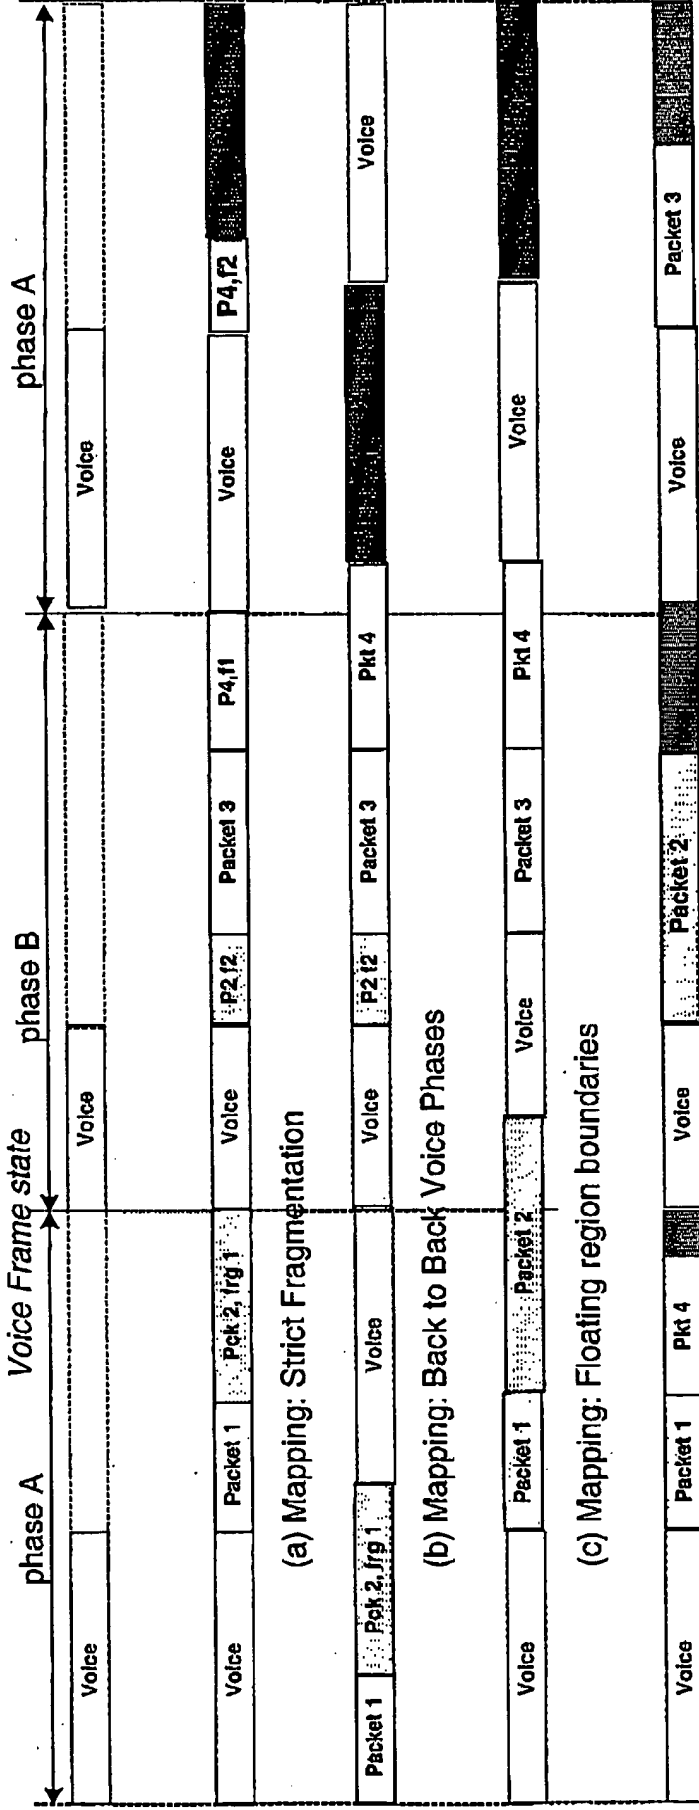 Voice Frame state
phase A
phase B
phase A
Voice
Voice
Voice
Voice
Packet 1
Pck 2, frg 1
Voice
P2 f2
Packet 3
P4,f1
Voice
P4,f2
(a) Mapping: Strict Fragmentation
Packet 1
Pck 2, frg 1
Voice
Voice
P2 f2
Packet 3
Pkt 4
Voice
(b) Mapping: Back to Back Voice Phases
Voice
Packet 1
Packet 2
Voice
Packet 3
Pkt 4
Voice
(c) Mapping: Floating region boundaries
Voice
Packet 1
Pkt 4
Voice
Packet 2
Voice
Packet 3